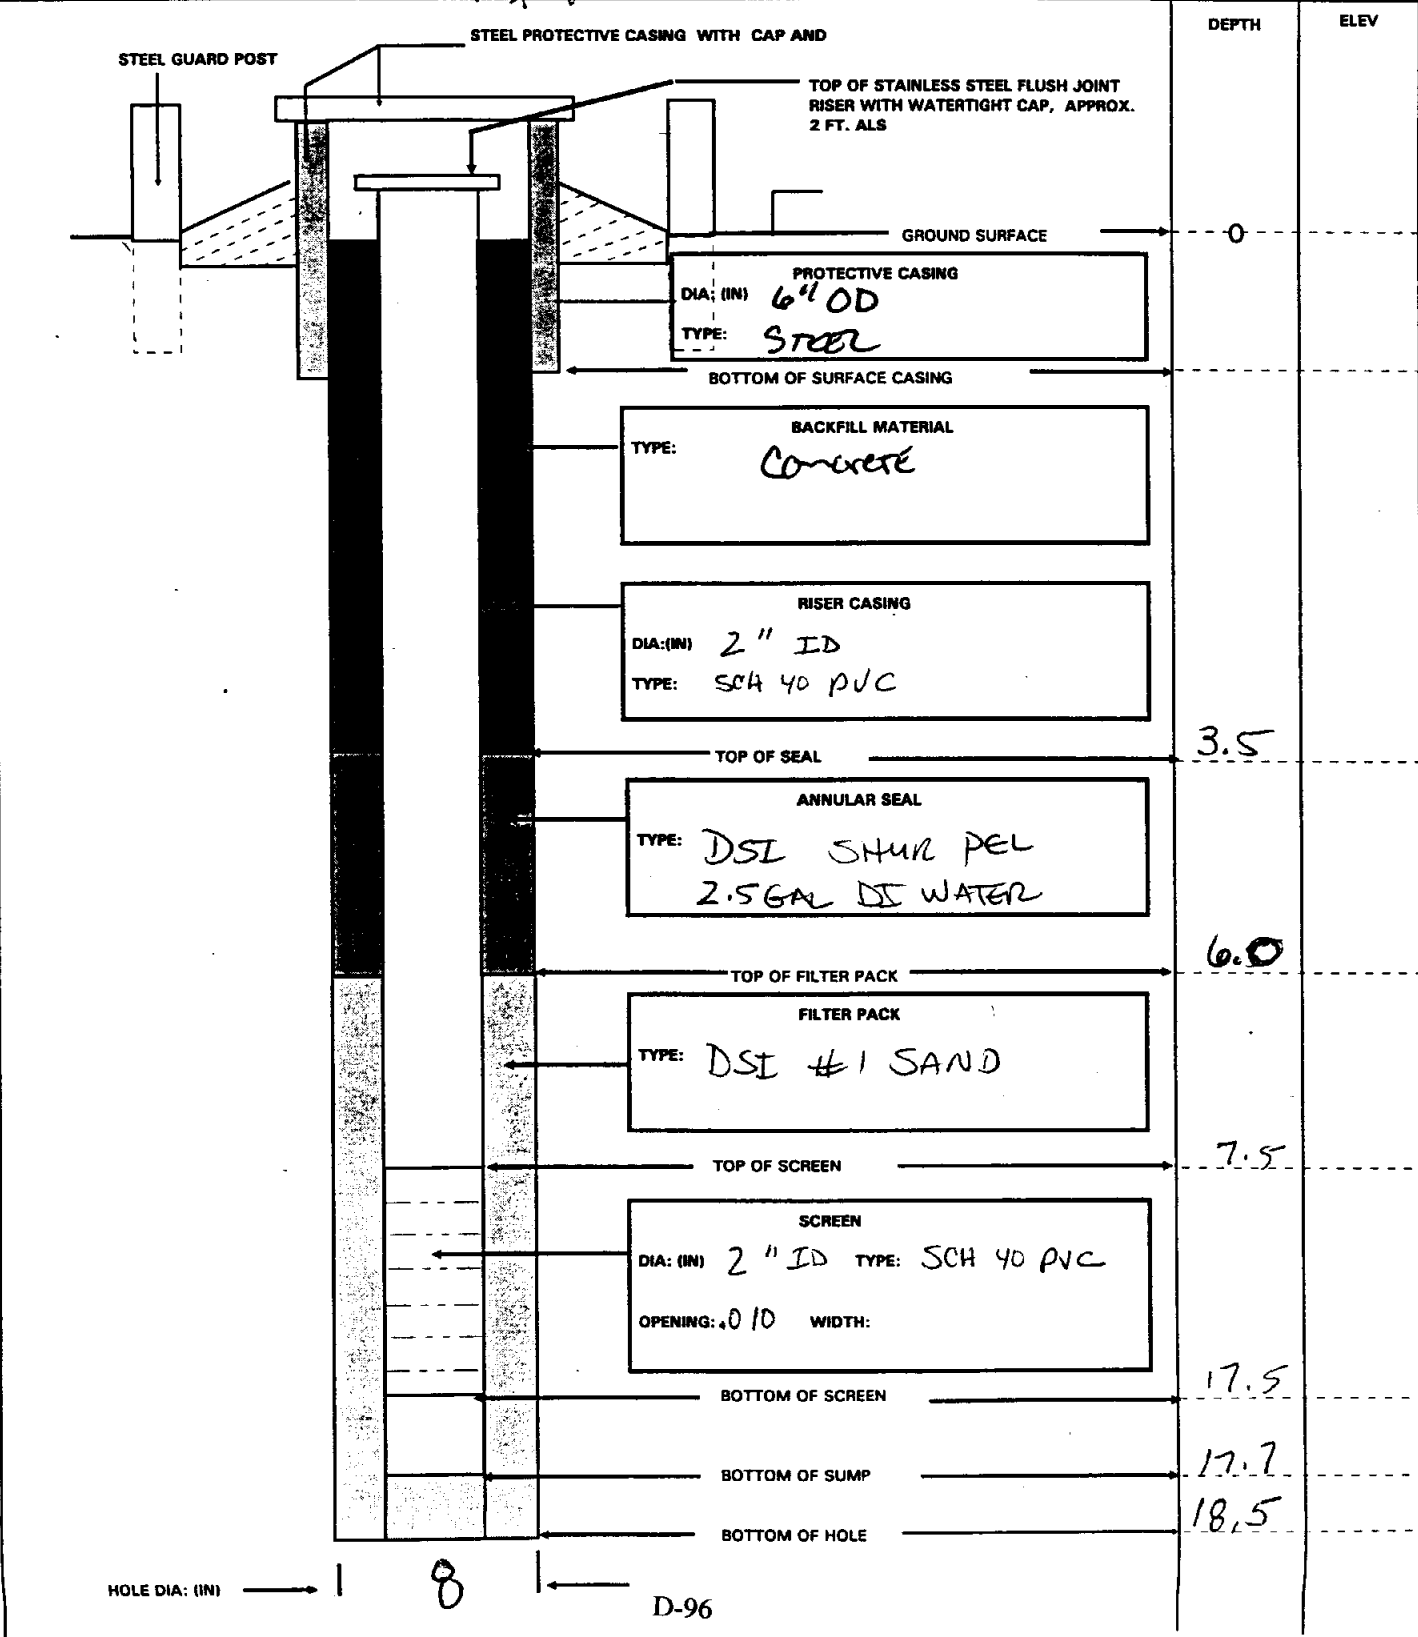 DEPTH ELEV
STEEL PROTECTIVE CASING WITH CAP AND
STEEL GUARD POST
TOP OF STAINLESS STEEL FLUSH JOINT
RISER WITH WATERTIGHT CAP, APPROX.
2 FT. ALS
GROUND SURFACE 0
PROTECTIVE CASING
DIA: (IN) 6" OD
TYPE: STEEL
BOTTOM OF SURFACE CASING
BACKFILL MATERIAL
TYPE: Concrete
RISER CASING
DIA:(IN) 2" ID
TYPE: SCH 40 PVC
TOP OF SEAL 3.5
ANNULAR SEAL
TYPE: DSI SHUR PEL
2.5 GAL DI WATER
TOP OF FILTER PACK 6.0
FILTER PACK
TYPE: DSI #1 SAND
TOP OF SCREEN 7.5
SCREEN
DIA: (IN) 2" ID TYPE: SCH 40 PVC
OPENING: .010 WIDTH:
BOTTOM OF SCREEN 17.5
BOTTOM OF SUMP 17.7
BOTTOM OF HOLE 18.5
HOLE DIA: (IN) 8
D-96